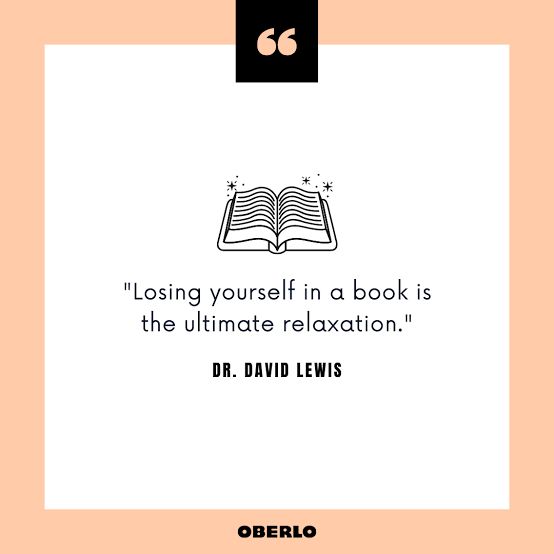 “
"Losing yourself in a book is
the ultimate relaxation."
DR. DAVID LEWIS
OBERLO